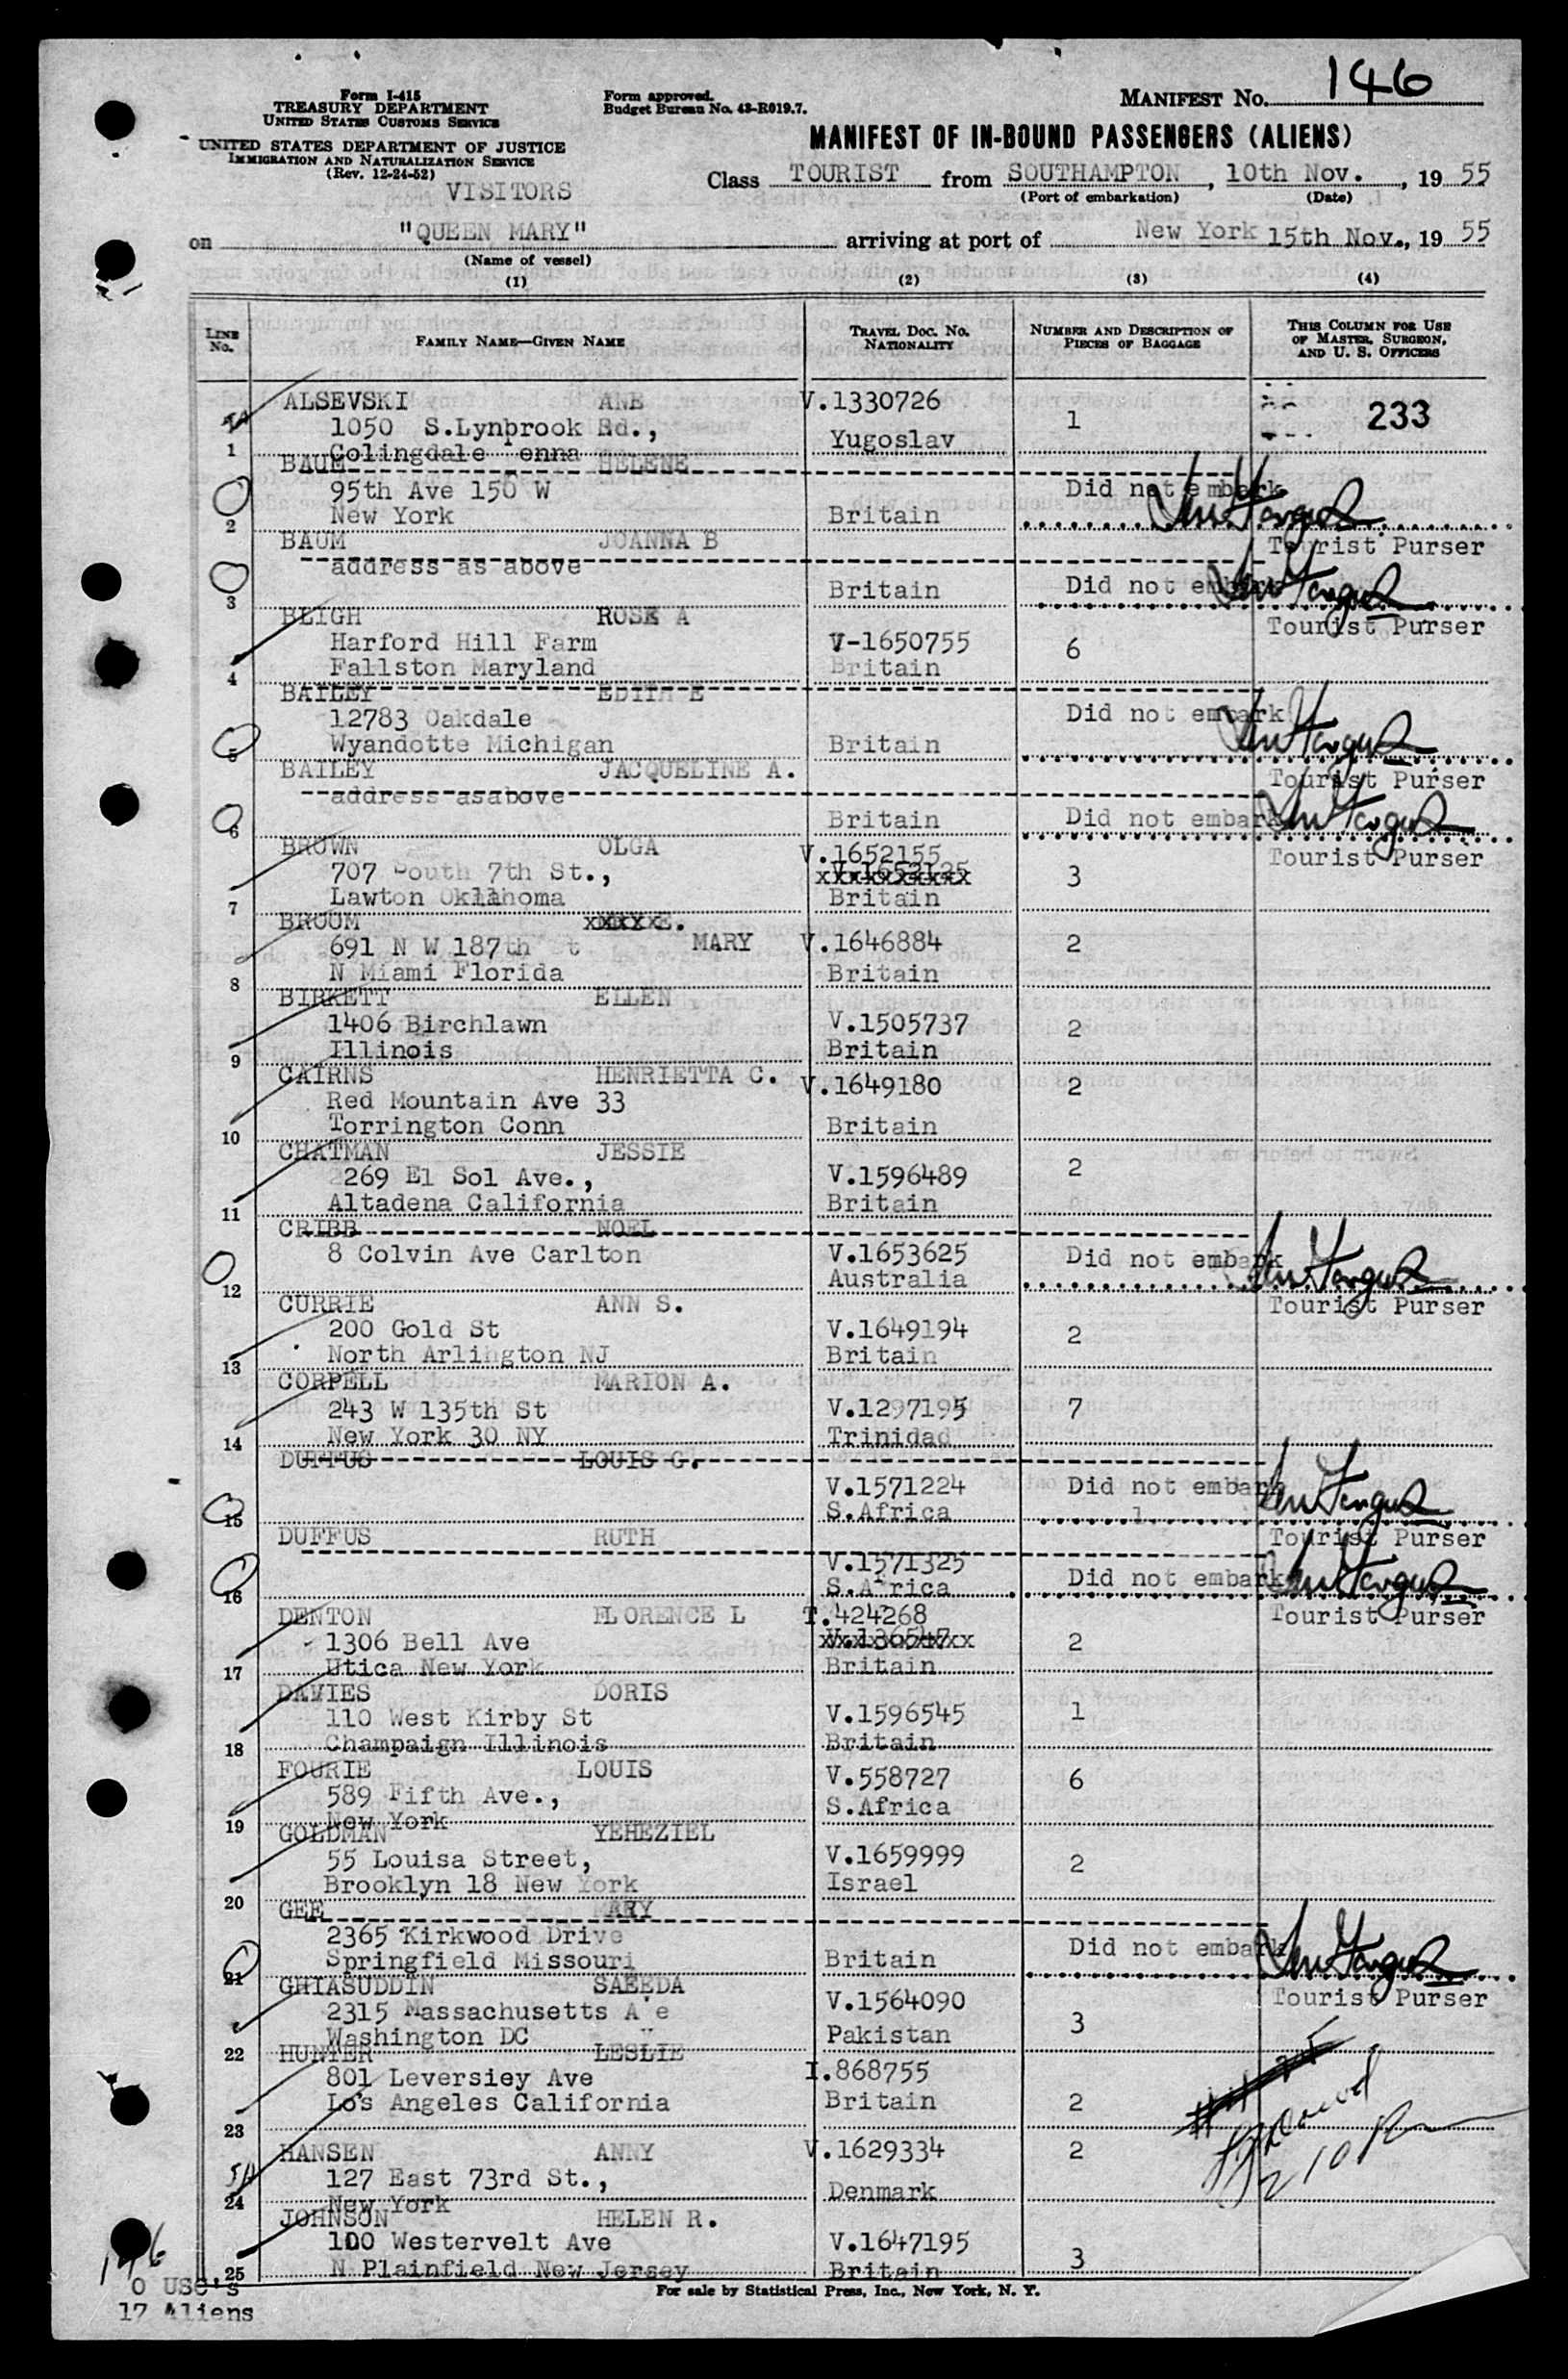 Form I-415
TREASURY DEPARTMENT
UNITED STATES CUSTOMS SERVICE
UNITED STATES DEPARTMENT OF JUSTICE
IMMIGRATION AND NATURALIZATION SERVICE
(Rev. 12-24-52)
VISITORS
Form approved.
Budget Bureau No. 43-R019.7.
MANIFEST No. 146
MANIFEST OF IN-BOUND PASSENGERS (ALIENS)
Class TOURIST from SOUTHAMPTON, 10th Nov., 19 55
(Port of embarkation) (Date)
on "QUEEN MARY" arriving at port of New York 15th Nov., 19 55
(Name of vessel)
(1) (2) (3) (4)
LINE No. FAMILY NAME—GIVEN NAME TRAVEL DOC. No. NATIONALITY NUMBER AND DESCRIPTION OF PIECES OF BAGGAGE THIS COLUMN FOR USE OF MASTER, SURGEON, AND U. S. OFFICERS
ALSEVSKI ANE V.1330726
1050 S.Lynbrook Rd., 1 233
1 Colingdale enna Yugoslav
BAUM HELENE
95th Ave 150 W Did not embark
2 New York Britain
Tourist Purser
BAUM JOANNA B
address as above
3 Britain Did not embark
Tourist Purser
BLIGH ROSE A
Harford Hill Farm V-1650755 6
4 Fallston Maryland Britain
BAILEY EDITH E
12783 Oakdale Did not embark
5 Wyandotte Michigan Britain
Tourist Purser
BAILEY JACQUELINE A.
address asabove
6 Britain Did not embark
Tourist Purser
BROWN OLGA V.1652155
707 South 7th St., 3
7 Lawton Oklahoma Britain
BROOM E.
691 N W 187th St MARY V.1646884 2
8 N Miami Florida Britain
BIRKETT EILEN
1406 Birchlawn V.1505737 2
9 Illinois Britain
CAIRNS HENRIETTA C. V.1649180 2
Red Mountain Ave 33
10 Torrington Conn Britain
CHATMAN JESSIE
269 El Sol Ave., V.1596489 2
11 Altadena California Britain
CRIBB NOEL
8 Colvin Ave Carlton V.1653625 Did not embark
12 Australia
Tourist Purser
CURRIE ANN S.
200 Gold St V.1649194 2
13 North Arlington NJ Britain
CORPELL MARION A.
243 W 135th St V.1297195 7
14 New York 30 NY Trinidad
DUFFUS LOUIS G.
V.1571224 Did not embark
15 S.Africa 1
Tourist Purser
DUFFUS RUTH
V.1571325 Did not embark
16 S.Africa
Tourist Purser
DENTON FLORENCE L T.424268
1306 Bell Ave 2
17 Utica New York Britain
DAVIES DORIS
110 West Kirby St V.1596545 1
18 Champaign Illinois Britain
FOURIE LOUIS
589 Fifth Ave., V.558727 6
19 New York S.Africa
GOLDMAN YEHEZIEL
55 Louisa Street, V.1659999 2
20 Brooklyn 18 New York Israel
GEE MARY
2365 Kirkwood Drive Did not embark
21 Springfield Missouri Britain
Tourist Purser
GHIASUDDIN SAEEDA
2315 Massachusetts A e V.1564090 3
22 Washington DC Pakistan
HUNTER LESLIE
801 Leversiey Ave I.868755
23 Los Angeles California Britain 2
HANSEN ANNY V.1629334 2
127 East 73rd St.,
24 New York Denmark
JOHNSON HELEN R.
100 Westervelt Ave V.1647195
25 N Plainfield New Jersey Britain 3
146
0 USC's
17 Aliens
For sale by Statistical Press, Inc., New York, N. Y.